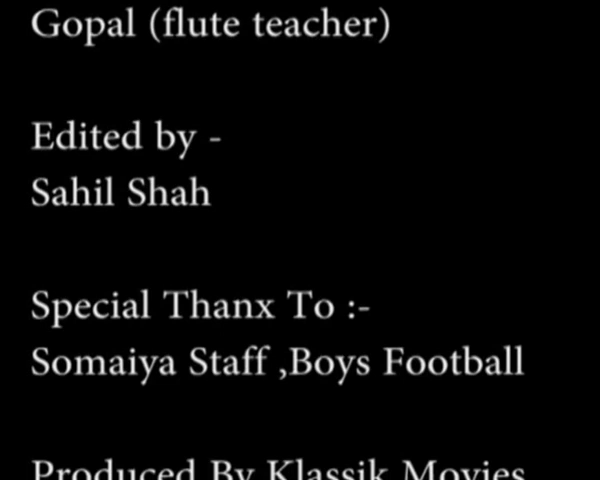 Gopal (flute teacher)
Edited by -
Sahil Shah
Special Thanx To :-
Somaiya Staff ,Boys Football
Produced By Klassik Movies